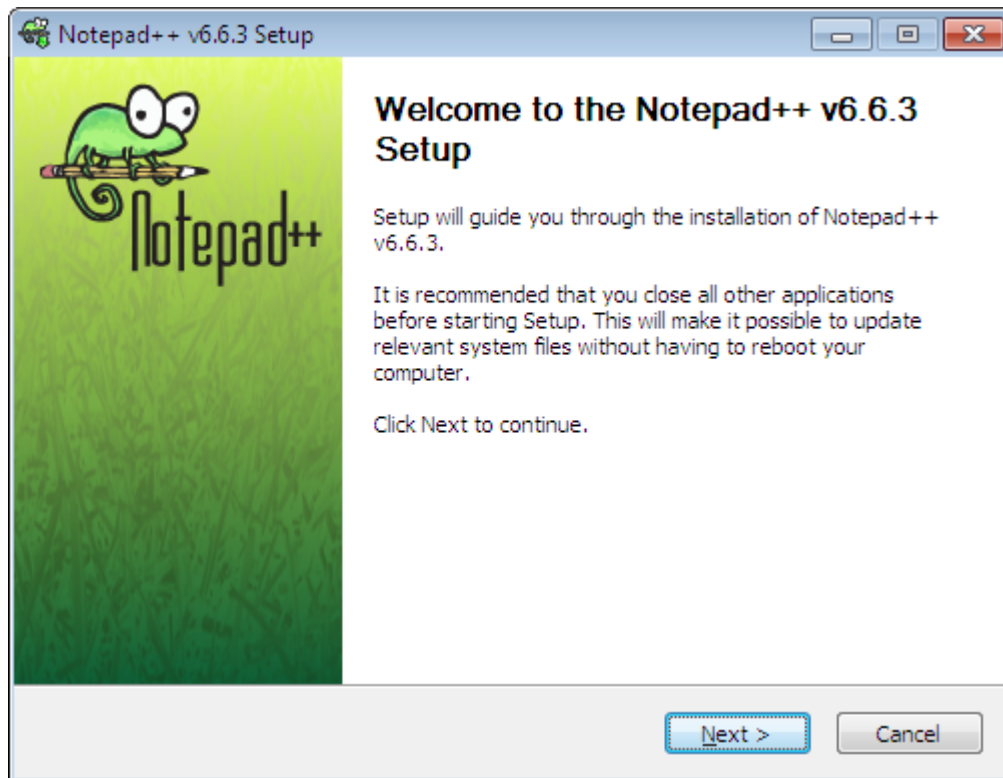 Notepad++ v6.6.3 Setup
Notepad++
Welcome to the Notepad++ v6.6.3
Setup
Setup will guide you through the installation of Notepad++
v6.6.3.
It is recommended that you close all other applications
before starting Setup. This will make it possible to update
relevant system files without having to reboot your
computer.
Click Next to continue.
Next >
Cancel